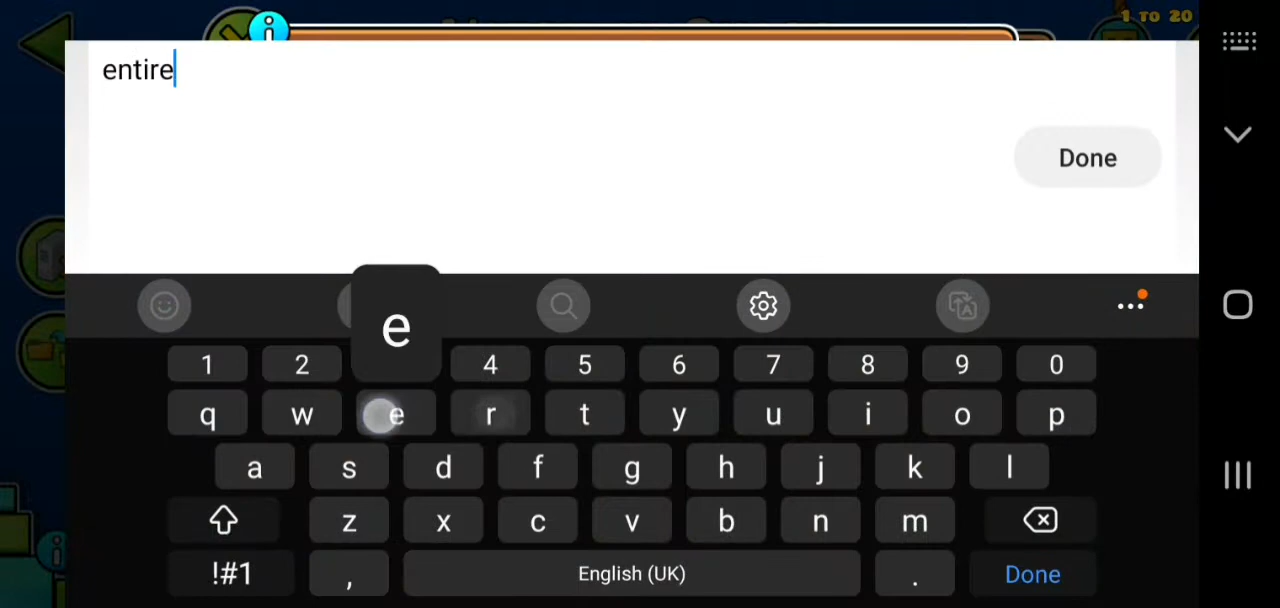 1 TO 20
entire
Done
e
1 2 4 5 6 7 8 9 0
q w e r t y u i o p
a s d f g h j k l
z x c v b n m
!#1 , English (UK) . Done